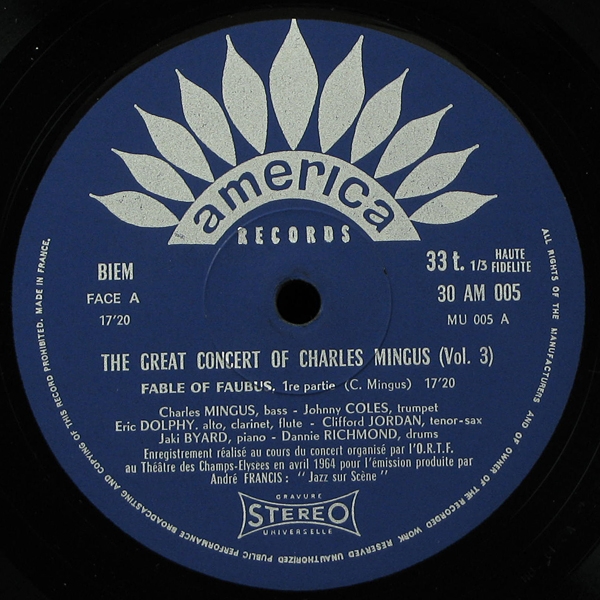 america
RECORDS
BIEM
FACE A
17'20
33 t. 1/3 HAUTE FIDELITE
30 AM 005
MU 005 A
THE GREAT CONCERT OF CHARLES MINGUS (Vol. 3)
FABLE OF FAUBUS, 1re partie (C. Mingus) 17'20
Charles MINGUS, bass - Johnny COLES, trumpet
Eric DOLPHY, alto, clarinet, flute - Clifford JORDAN, tenor-sax
Jaki BYARD, piano - Dannie RICHMOND, drums
Enregistrement réalisé au cours du concert organisé par l'O.R.T.F.
au Théâtre des Champs-Elysées en avril 1964 pour l'émission produite par
André FRANCIS : "Jazz sur Scène"
GRAVURE
STEREO
UNIVERSELLE
ALL RIGHTS OF THE MANUFACTURERS AND OF OWNER OF THE RECORDED WORK RESERVED UNAUTHORIZED PUBLIC PERFORMANCE BROADCASTING AND COPYING OF THIS RECORD PROHIBITED. MADE IN FRANCE.